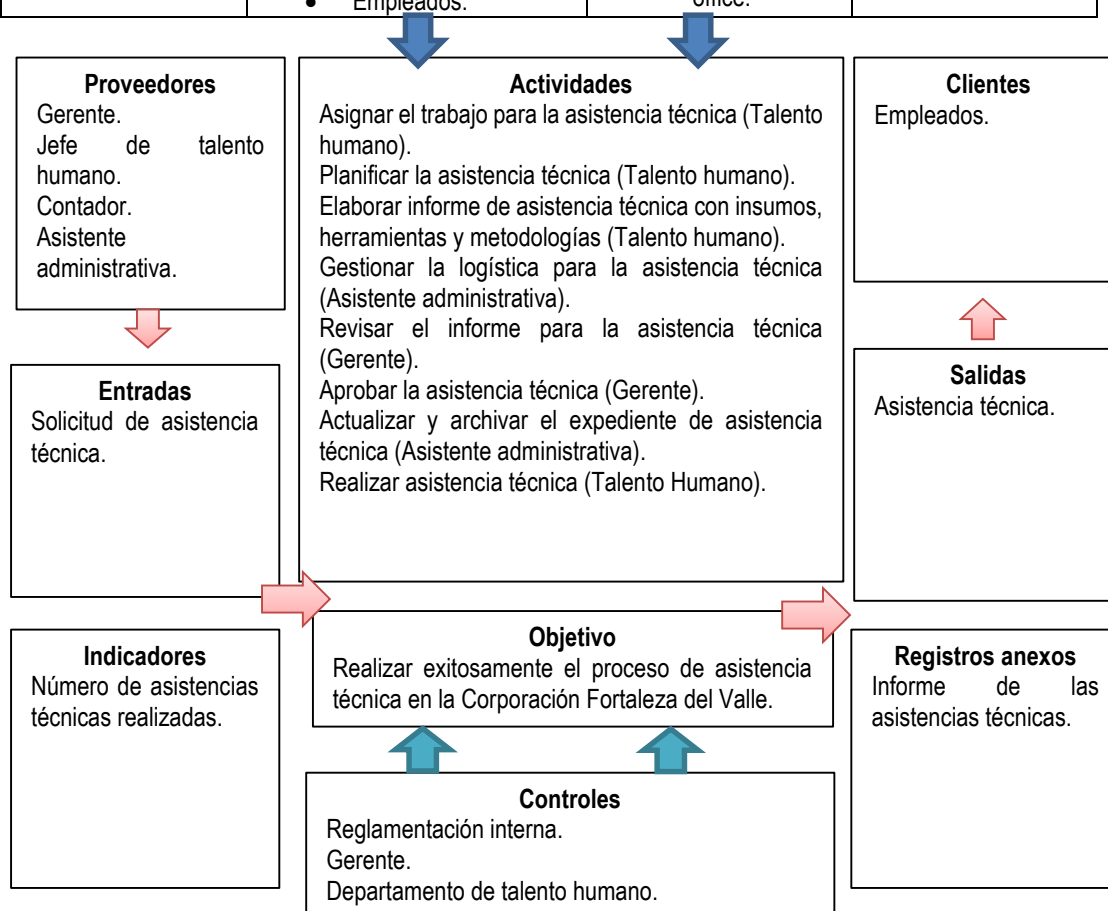 • Empleados.
office.
Proveedores
Gerente.
Jefe de talento
humano.
Contador.
Asistente
administrativa.
Actividades
Asignar el trabajo para la asistencia técnica (Talento
humano).
Planificar la asistencia técnica (Talento humano).
Elaborar informe de asistencia técnica con insumos,
herramientas y metodologías (Talento humano).
Gestionar la logística para la asistencia técnica
(Asistente administrativa).
Revisar el informe para la asistencia técnica
(Gerente).
Aprobar la asistencia técnica (Gerente).
Actualizar y archivar el expediente de asistencia
técnica (Asistente administrativa).
Realizar asistencia técnica (Talento Humano).
Clientes
Empleados.
Entradas
Solicitud de asistencia
técnica.
Salidas
Asistencia técnica.
Indicadores
Número de asistencias
técnicas realizadas.
Objetivo
Realizar exitosamente el proceso de asistencia
técnica en la Corporación Fortaleza del Valle.
Registros anexos
Informe de las
asistencias técnicas.
Controles
Reglamentación interna.
Gerente.
Departamento de talento humano.